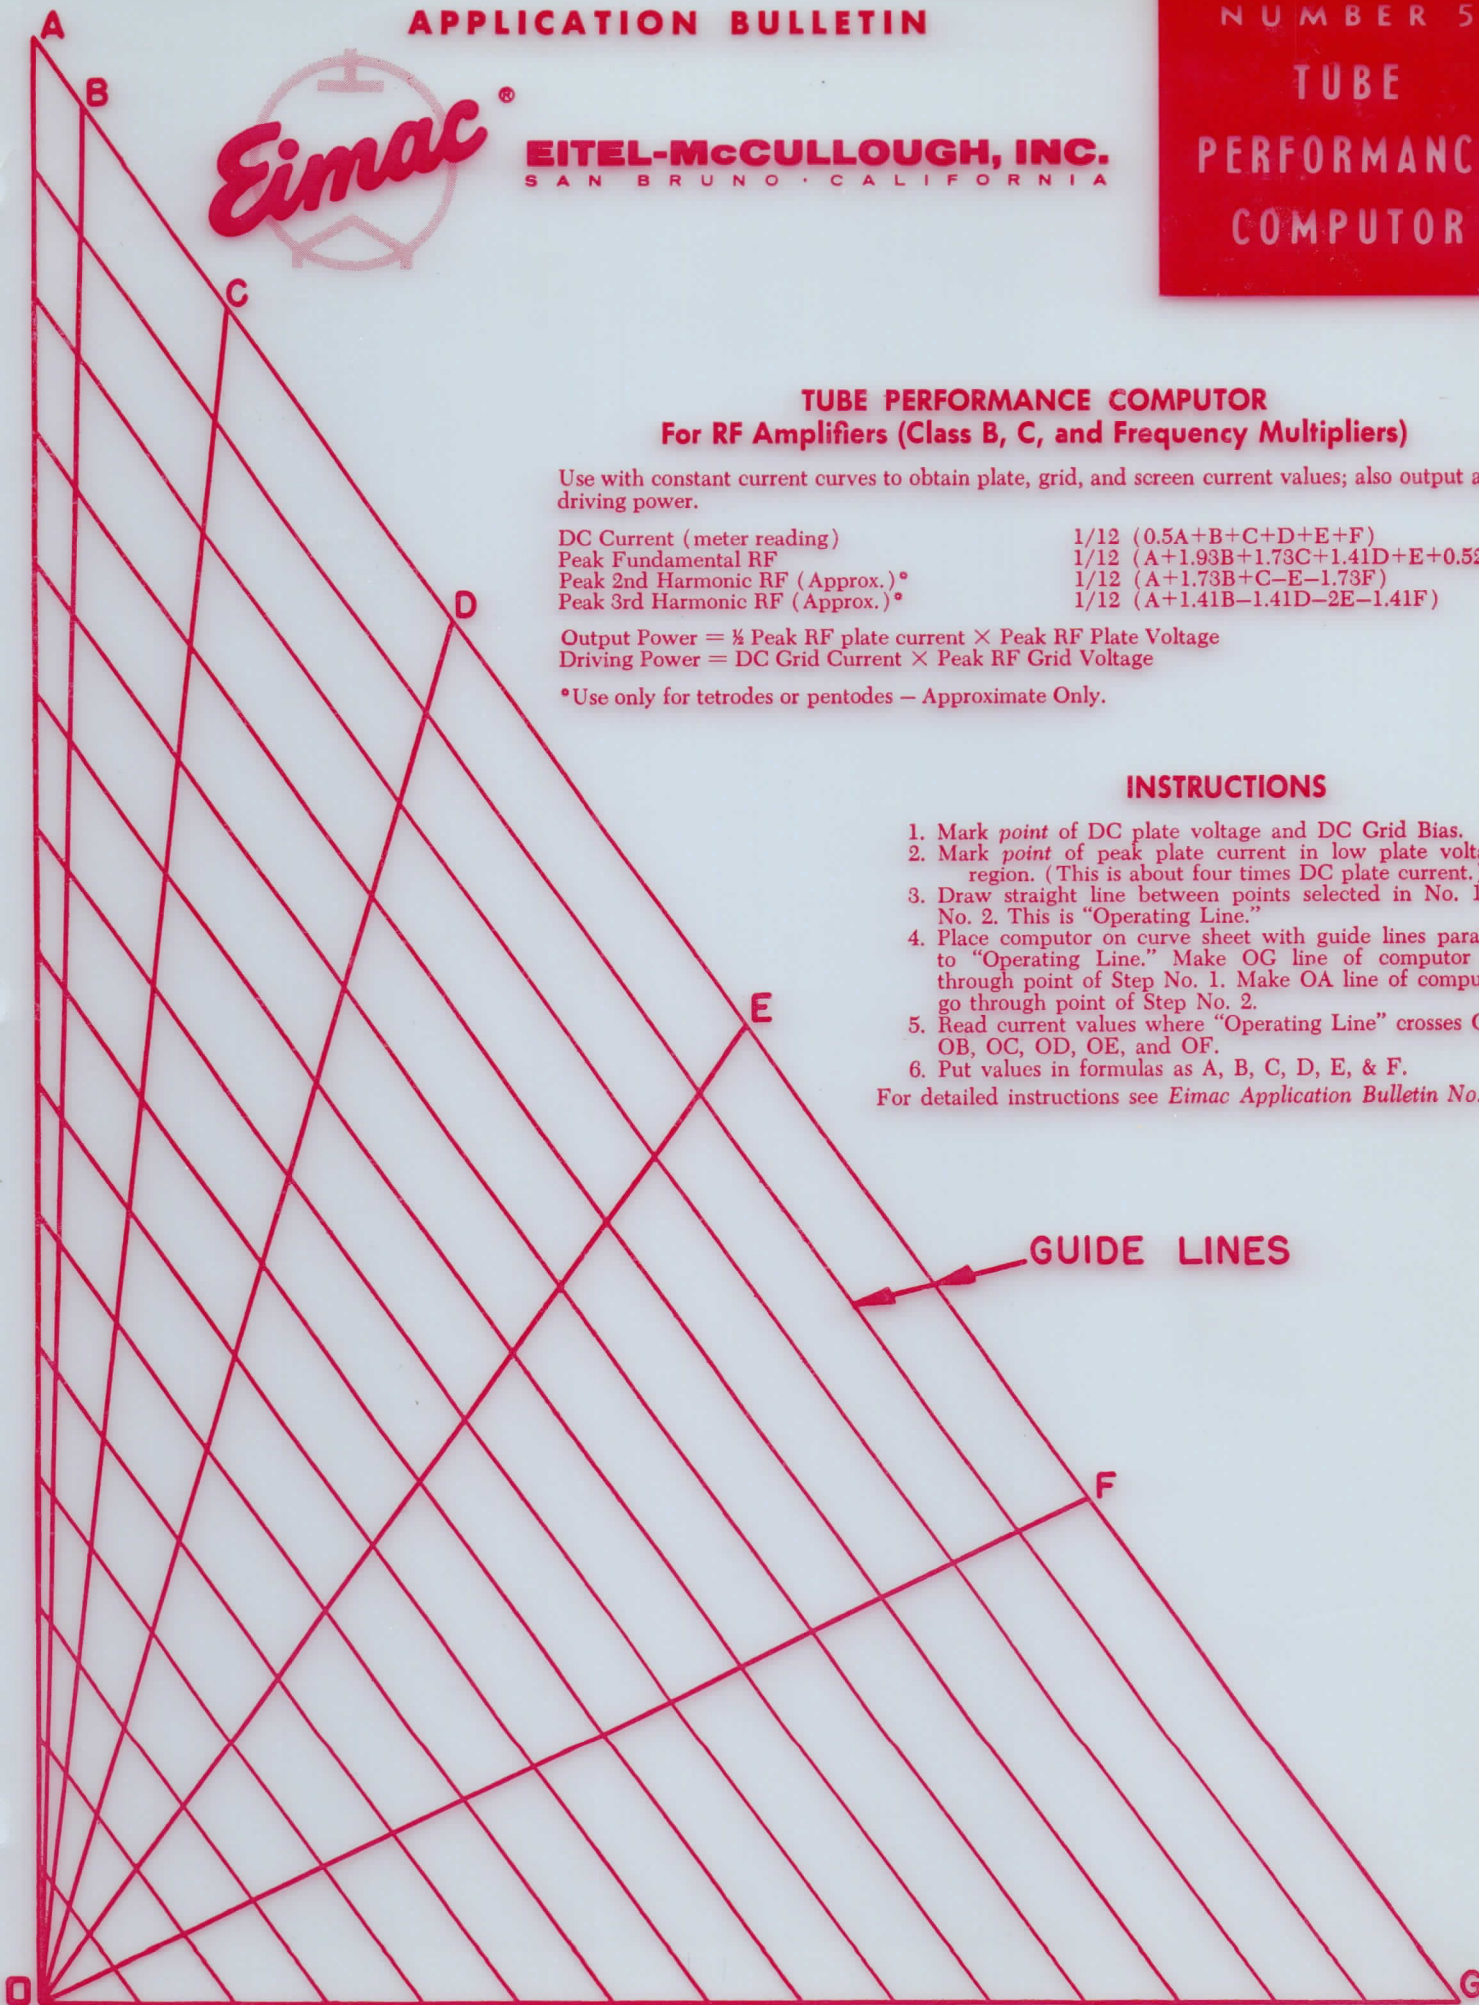 APPLICATION BULLETIN
NUMBER 5
TUBE
PERFORMANC
COMPUTOR
Eimac ®
EITEL-McCULLOUGH, INC.
SAN BRUNO · CALIFORNIA
TUBE PERFORMANCE COMPUTOR
For RF Amplifiers (Class B, C, and Frequency Multipliers)
Use with constant current curves to obtain plate, grid, and screen current values; also output a
driving power.
DC Current (meter reading) 1/12 (0.5A+B+C+D+E+F)
Peak Fundamental RF 1/12 (A+1.93B+1.73C+1.41D+E+0.52
Peak 2nd Harmonic RF (Approx.)* 1/12 (A+1.73B+C–E–1.73F)
Peak 3rd Harmonic RF (Approx.)* 1/12 (A+1.41B–1.41D–2E–1.41F)
Output Power = ½ Peak RF plate current × Peak RF Plate Voltage
Driving Power = DC Grid Current × Peak RF Grid Voltage
*Use only for tetrodes or pentodes — Approximate Only.
INSTRUCTIONS
1. Mark point of DC plate voltage and DC Grid Bias.
2. Mark point of peak plate current in low plate volt
region. (This is about four times DC plate current.
3. Draw straight line between points selected in No. 1
No. 2. This is “Operating Line.”
4. Place computor on curve sheet with guide lines para
to “Operating Line.” Make OG line of computor
through point of Step No. 1. Make OA line of compu
go through point of Step No. 2.
5. Read current values where “Operating Line” crosses O
OB, OC, OD, OE, and OF.
6. Put values in formulas as A, B, C, D, E, & F.
For detailed instructions see Eimac Application Bulletin No.
GUIDE LINES
A
B
C
D
E
F
O
G